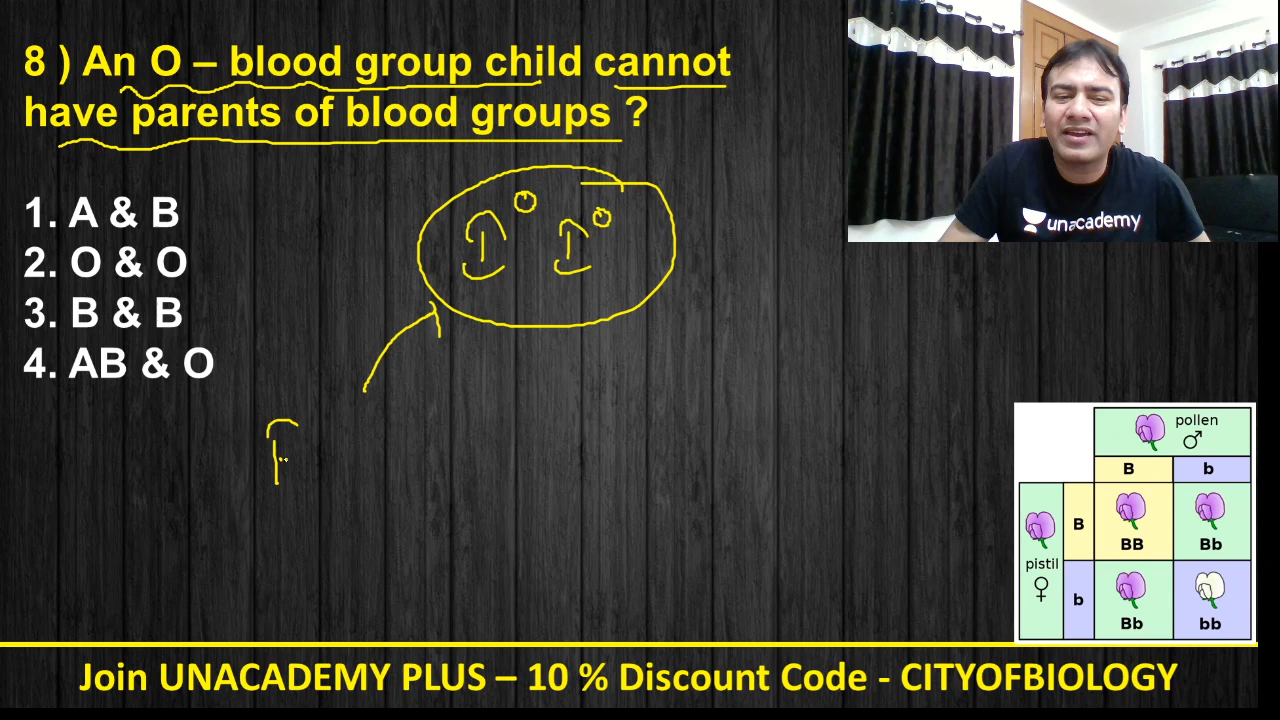 8 ) An O – blood group child cannot
have parents of blood groups ?
1. A & B
2. O & O
3. B & B
4. AB & O
I O I O
F
unacademy
pollen
♂
B b
B
BB Bb
pistil
♀
b
Bb bb
Join UNACADEMY PLUS – 10 % Discount Code - CITYOFBIOLOGY